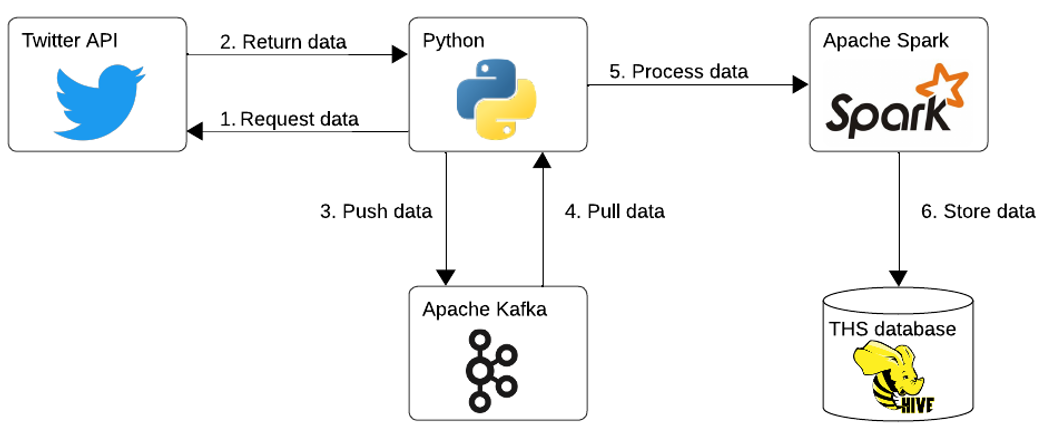 Twitter API
2. Return data
Python
Apache Spark
5. Process data
Spark
1. Request data
3. Push data
4. Pull data
6. Store data
Apache Kafka
THS database
HIVE